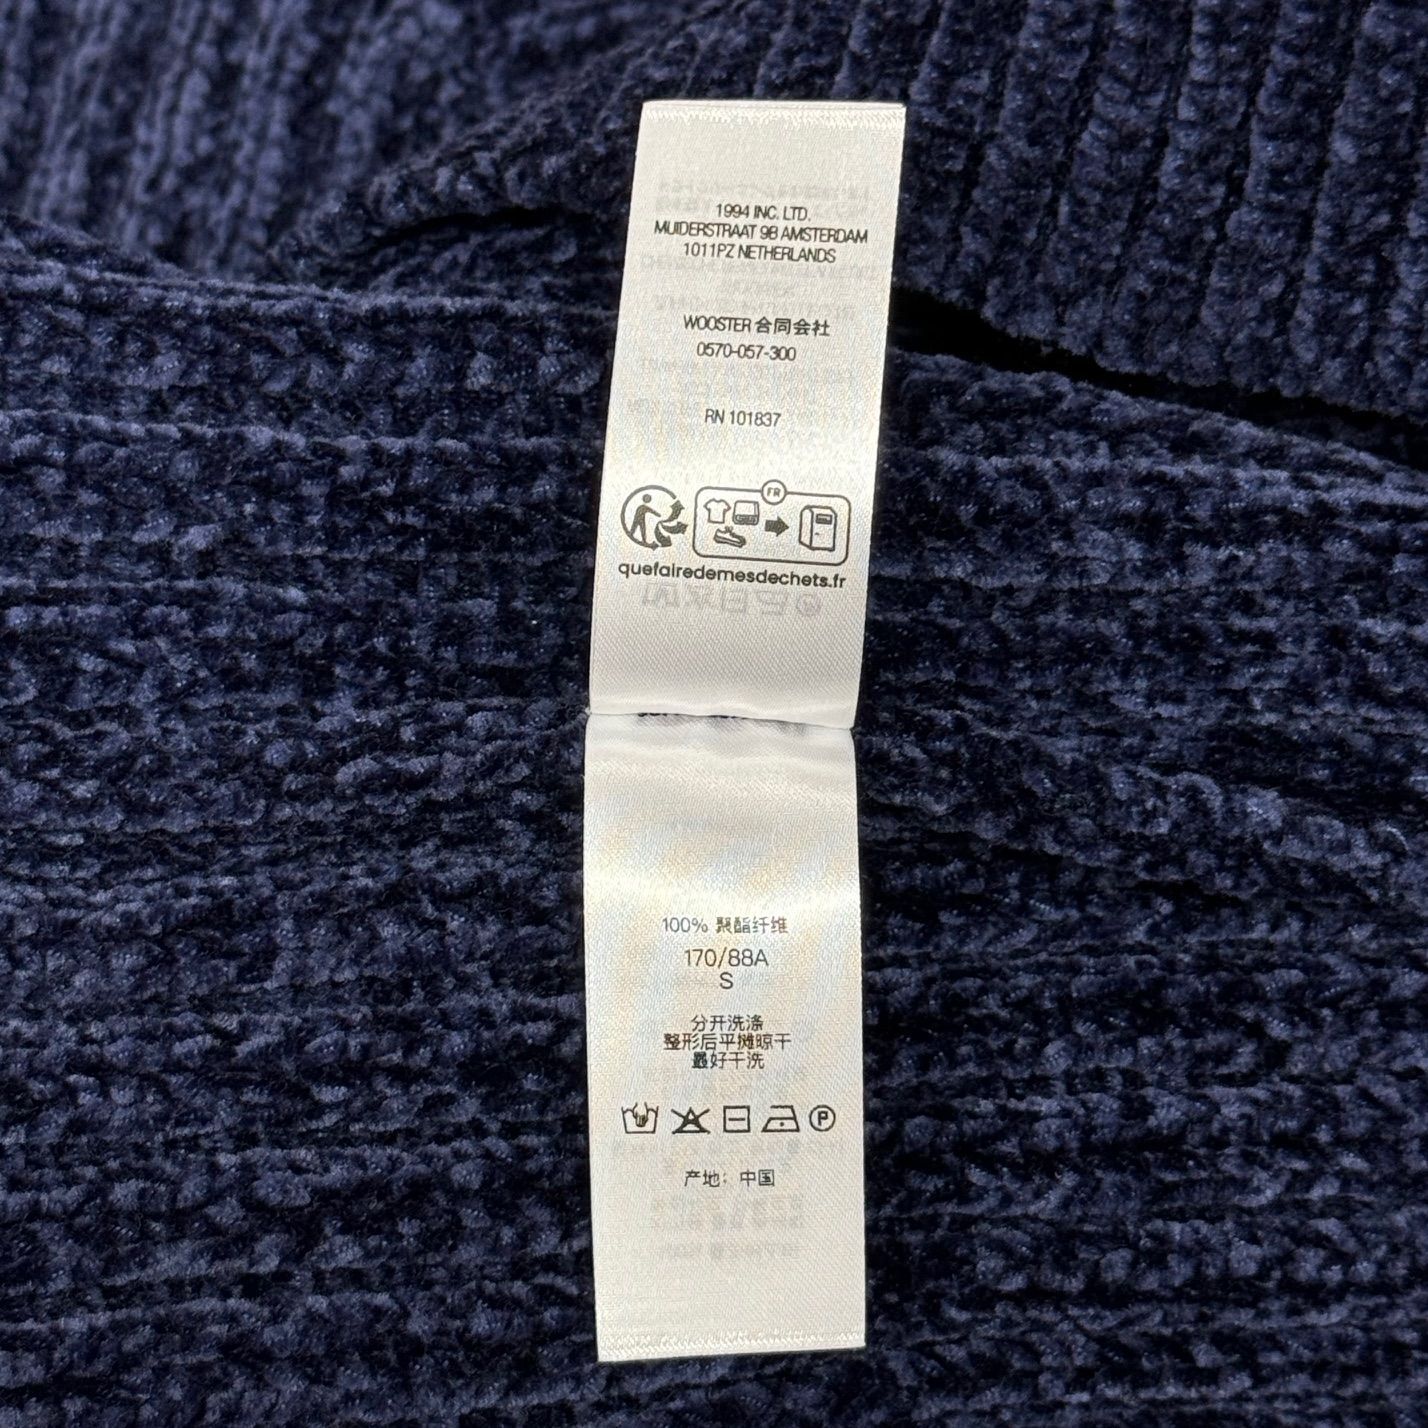 1994 INC. LTD.
MUIDERSTRAAT 9B AMSTERDAM
1011PZ NETHERLANDS
WOOSTER 合同会社
0570-057-300
RN 101837
FR
quefairedemesdechets.fr
100% 聚酯纤维
170/88A
S
分开洗涤
整形后平摊晾干
最好干洗
P
产地：中国